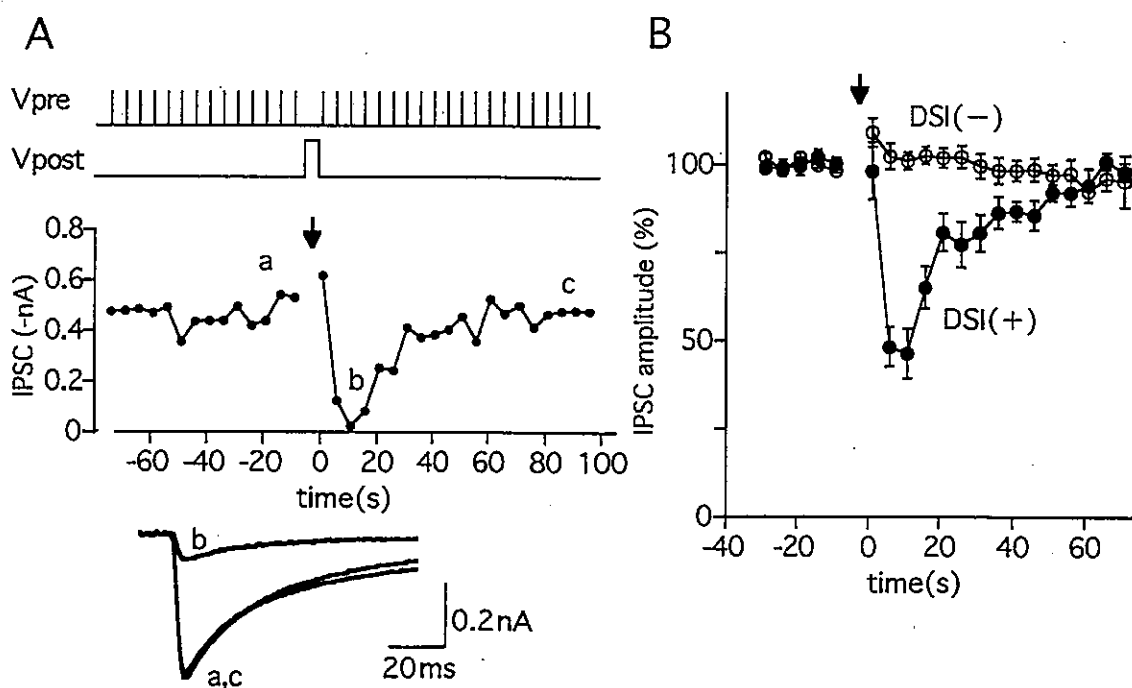 A
Vpre
Vpost
0.8
0.6
0.4
0.2
0
IPSC (-nA)
a
b
c
-60 -40 -20 0 20 40 60 80 100
time(s)
b
a,c
0.2nA
20ms
B
DSI(−)
DSI(+)
100
50
0
IPSC amplitude (%)
-40 -20 0 20 40 60
time(s)